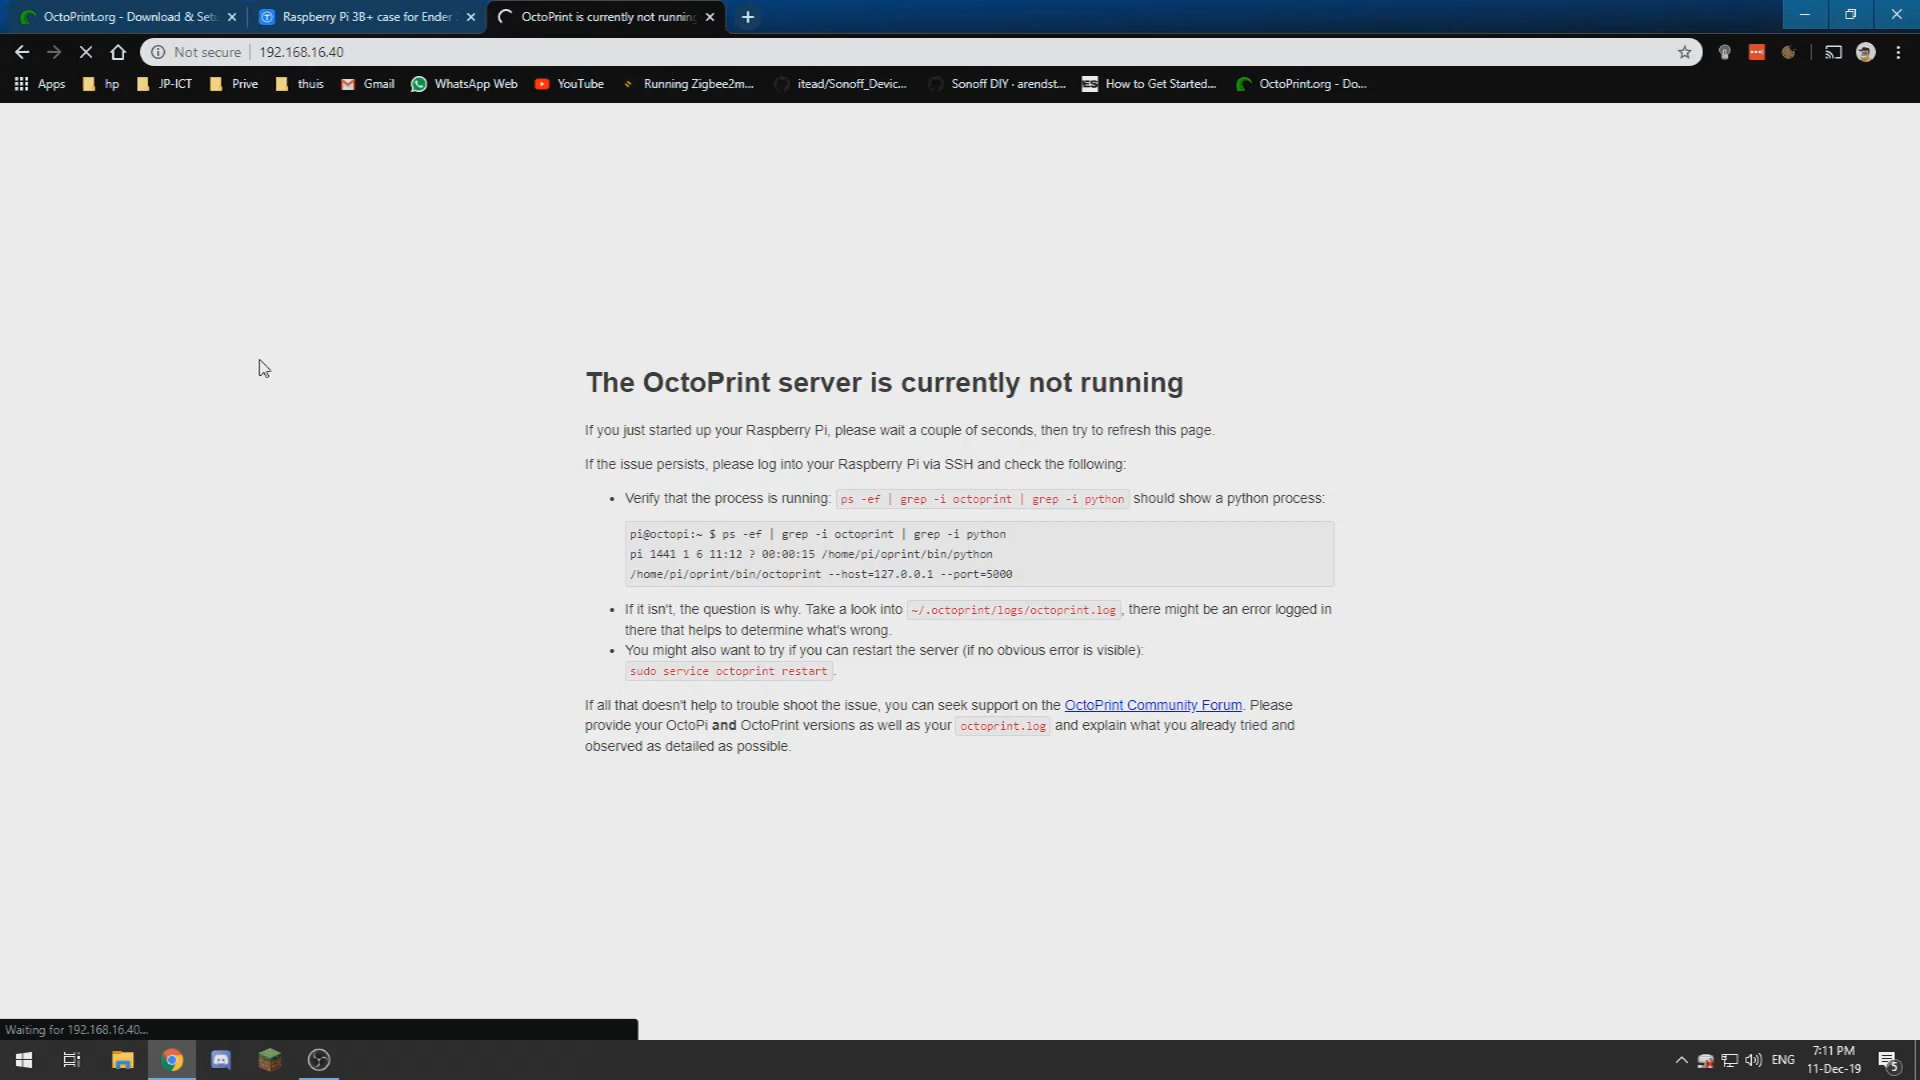 OctoPrint.org - Download & Setu
Raspberry Pi 3B+ case for Ender
OctoPrint is currently not running
Not secure
192.168.16.40
Apps
hp
JP-ICT
Prive
thuis
Gmail
WhatsApp Web
YouTube
Running Zigbee2m...
itead/Sonoff_Devic...
Sonoff DIY · arendst...
How to Get Started...
OctoPrint.org - Do...
The OctoPrint server is currently not running
If you just started up your Raspberry Pi, please wait a couple of seconds, then try to refresh this page.
If the issue persists, please log into your Raspberry Pi via SSH and check the following:
• Verify that the process is running: ps -ef | grep -i octoprint | grep -i python should show a python process:
pi@octopi:~ $ ps -ef | grep -i octoprint | grep -i python
pi 1441 1 6 11:12 ? 00:00:15 /home/pi/oprint/bin/python
/home/pi/oprint/bin/octoprint --host=127.0.0.1 --port=5000
• If it isn't, the question is why. Take a look into ~/.octoprint/logs/octoprint.log, there might be an error logged in
there that helps to determine what's wrong.
• You might also want to try if you can restart the server (if no obvious error is visible):
sudo service octoprint restart.
If all that doesn't help to trouble shoot the issue, you can seek support on the OctoPrint Community Forum. Please
provide your OctoPi and OctoPrint versions as well as your octoprint.log and explain what you already tried and
observed as detailed as possible.
Waiting for 192.168.16.40...
ENG
7:11 PM
11-Dec-19
5